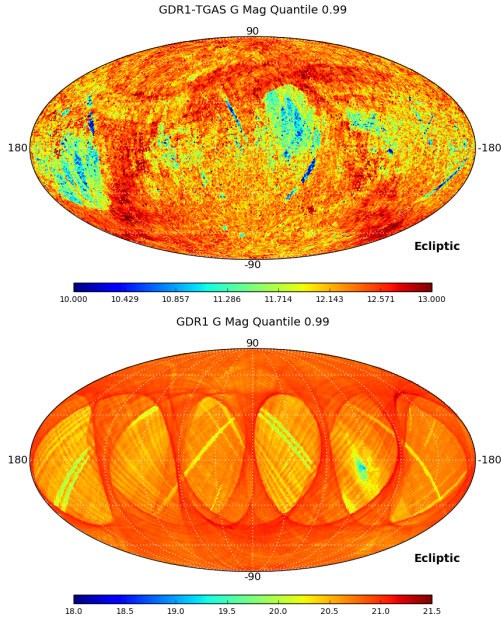 GDR1-TGAS G Mag Quantile 0.99
90
180
-180
Ecliptic
-90
10.000 10.429 10.857 11.286 11.714 12.143 12.571 13.000
GDR1 G Mag Quantile 0.99
90
180
-180
Ecliptic
-90
18.0 18.5 19.0 19.5 20.0 20.5 21.0 21.5